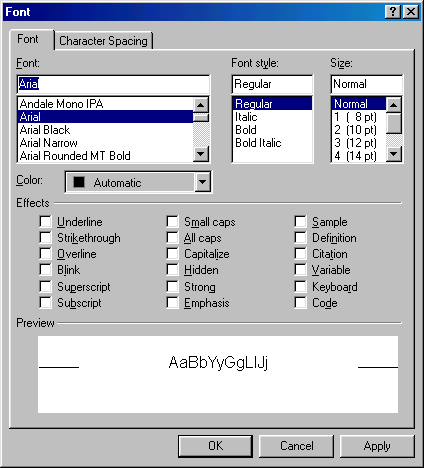 Font
Font Character Spacing
Font: Font style: Size:
Arial Regular Normal
Andale Mono IPA Regular Normal
Arial Italic 1 ( 8 pt)
Arial Black Bold 2 (10 pt)
Arial Narrow Bold Italic 3 (12 pt)
Arial Rounded MT Bold 4 (14 pt)
Color: Automatic
Effects
Underline Small caps Sample
Strikethrough All caps Definition
Overline Capitalize Citation
Blink Hidden Variable
Superscript Strong Keyboard
Subscript Emphasis Code
Preview
AaBbYyGgLlJj
OK Cancel Apply